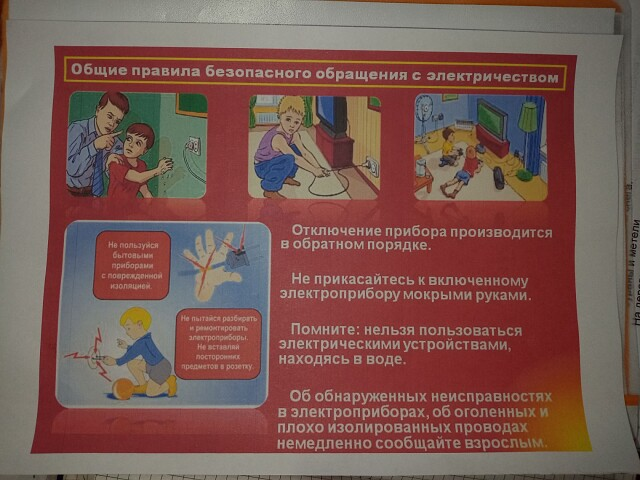 Общие правила безопасного обращения с электричеством
Не пользуйся
бытовыми
приборами
с поврежденной
изоляцией.
Не пытайся разбирать
и ремонтировать
электроприборы.
Не вставляй
посторонних
предметов в розетку.
Отключение прибора производится
в обратном порядке.
Не прикасайтесь к включенному
электроприбору мокрыми руками.
Помните: нельзя пользоваться
электрическими устройствами,
находясь в воде.
Об обнаруженных неисправностях
в электроприборах, об оголенных и
плохо изолированных проводах
немедленно сообщайте взрослым.